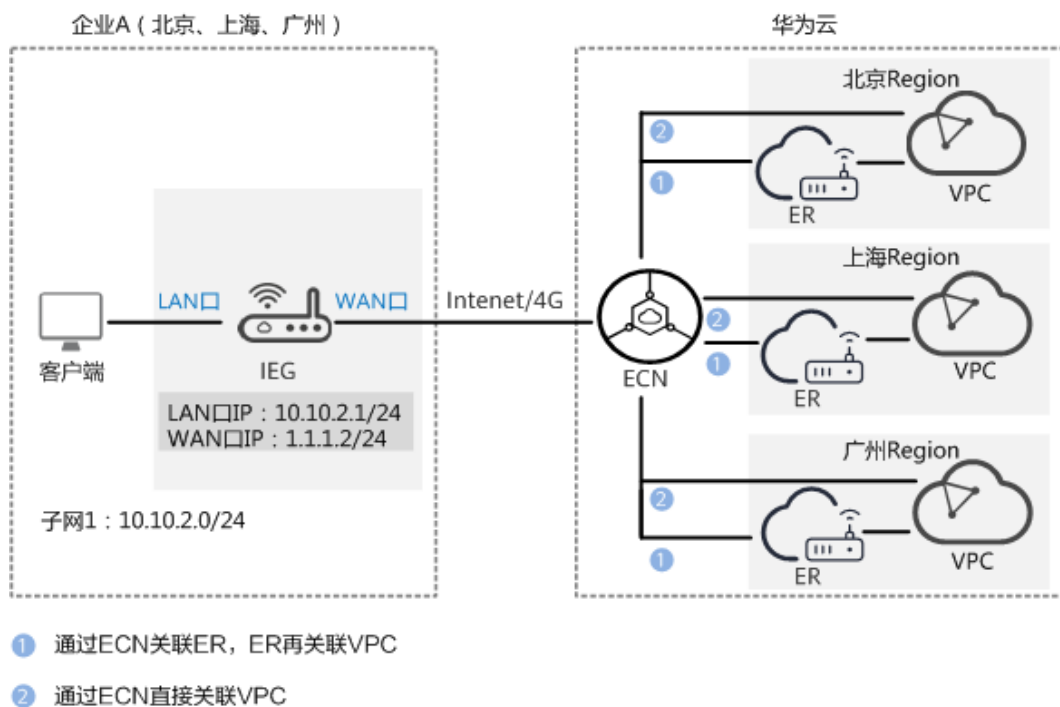 企业A（北京、上海、广州）
华为云
北京Region
2
1
ER
VPC
上海Region
2
1
ER
VPC
广州Region
2
1
ER
VPC
LAN口
WAN口
Intenet/4G
客户端
IEG
ECN
LAN口IP：10.10.2.1/24
WAN口IP：1.1.1.2/24
子网1：10.10.2.0/24
1 通过ECN关联ER，ER再关联VPC
2 通过ECN直接关联VPC